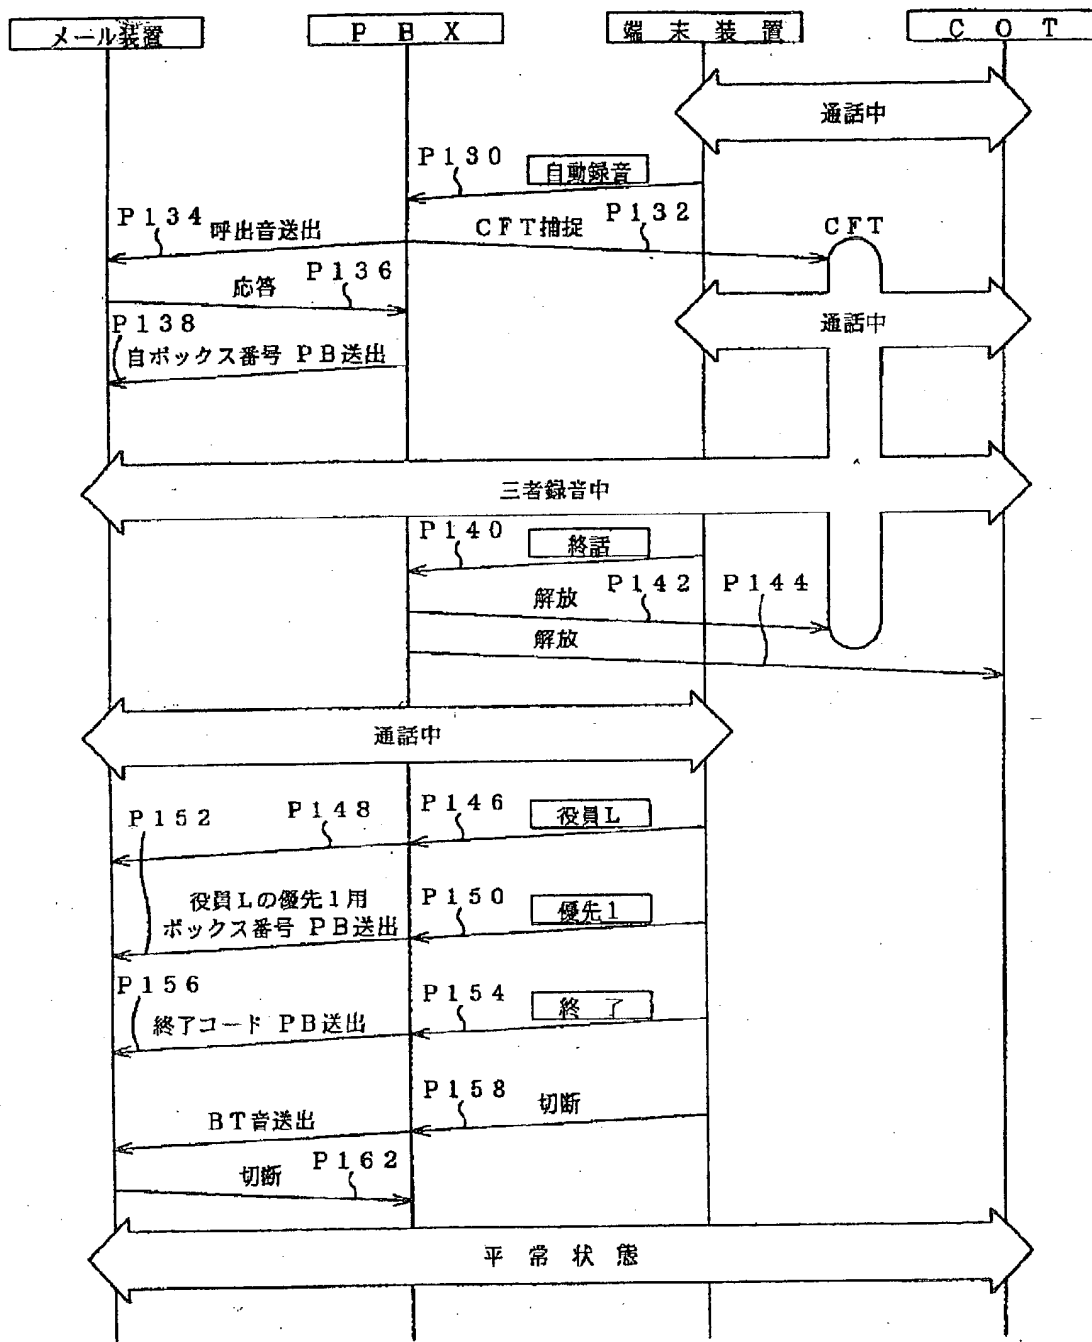 メール装置
PBX
端末装置
COT
通話中
P130
自動録音
P134
呼出音送出
CFT捕捉
P132
CFT
応答
P136
通話中
P138
自ボックス番号 PB送出
三者録音中
P140
終話
解放
P142
P144
解放
通話中
P152
P148
P146
役員L
役員Lの優先1用
ボックス番号 PB送出
P150
優先1
P156
終了コード PB送出
P154
終了
P158
切断
BT音送出
切断
P162
平常状態